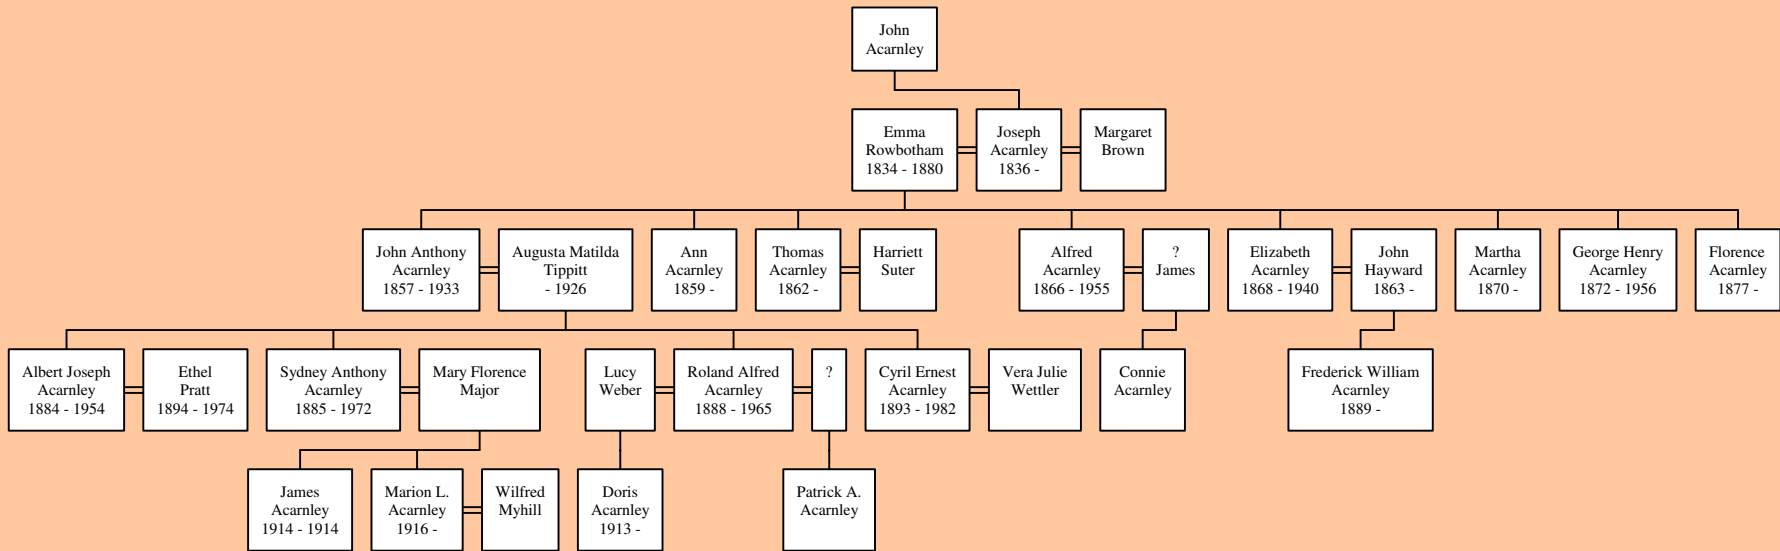 John
Acarnley
Emma
Rowbotham
1834 - 1880
Joseph
Acarnley
1836 -
Margaret
Brown
John Anthony
Acarnley
1857 - 1933
Augusta Matilda
Tippitt
- 1926
Ann
Acarnley
1859 -
Thomas
Acarnley
1862 -
Harriett
Suter
Alfred
Acarnley
1866 - 1955
?
James
Elizabeth
Acarnley
1868 - 1940
John
Hayward
1863 -
Martha
Acarnley
1870 -
George Henry
Acarnley
1872 - 1956
Florence
Acarnley
1877 -
Albert Joseph
Acarnley
1884 - 1954
Ethel
Pratt
1894 - 1974
Sydney Anthony
Acarnley
1885 - 1972
Mary Florence
Major
Lucy
Weber
Roland Alfred
Acarnley
1888 - 1965
?
Cyril Ernest
Acarnley
1893 - 1982
Vera Julie
Wettler
Connie
Acarnley
Frederick William
Acarnley
1889 -
James
Acarnley
1914 - 1914
Marion L.
Acarnley
1916 -
Wilfred
Myhill
Doris
Acarnley
1913 -
Patrick A.
Acarnley